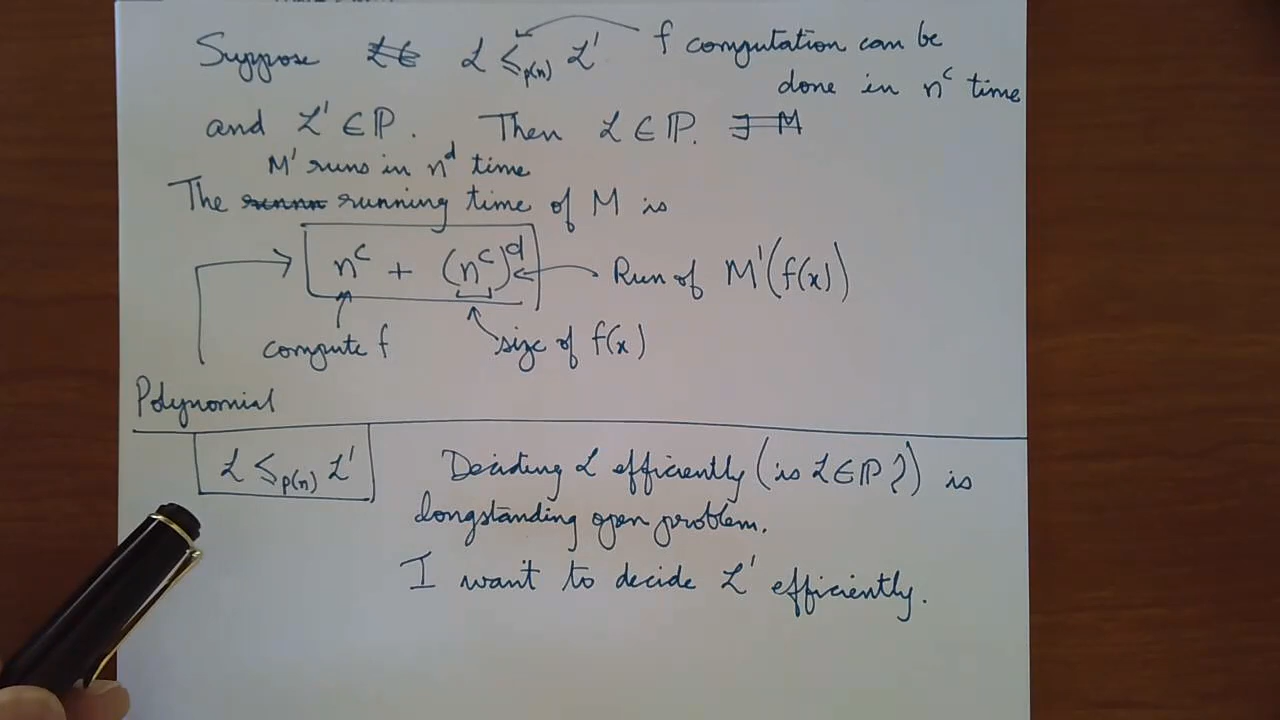 Suppose L ≤p(n) L' f computation can be
done in n^c time
and L' ∈ ℙ. Then L ∈ ℙ. ∃ M
M' runs in n^d time
The running time of M is
n^c + (n^c)^d Run of M'(f(x))
compute f size of f(x)
Polynomial
L ≤p(n) L' Deciding L efficiently (is L ∈ ℙ?) is
longstanding open problem.
I want to decide L' efficiently.